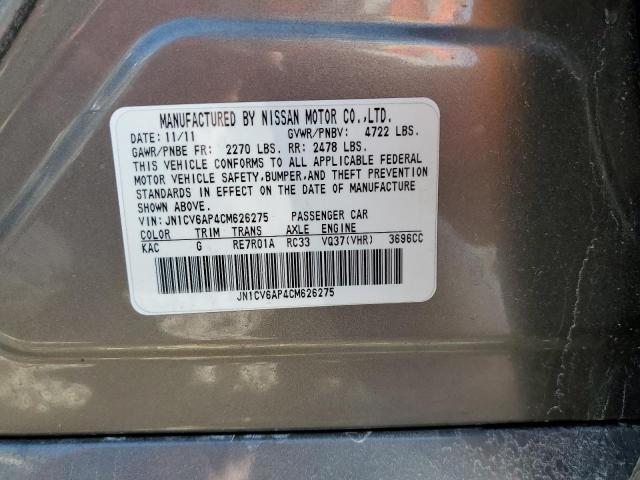 MANUFACTURED BY NISSAN MOTOR CO.,LTD.
DATE: 11/11 GVWR/PNBV: 4722 LBS.
GAWR/PNBE FR: 2270 LBS. RR: 2478 LBS.
THIS VEHICLE CONFORMS TO ALL APPLICABLE FEDERAL
MOTOR VEHICLE SAFETY,BUMPER,AND THEFT PREVENTION
STANDARDS IN EFFECT ON THE DATE OF MANUFACTURE
SHOWN ABOVE.
VIN:JN1CV6AP4CM626275 PASSENGER CAR
COLOR TRIM TRANS AXLE ENGINE
KAC G RE7R01A RC33 VQ37(VHR) 3696CC
JN1CV6AP4CM626275